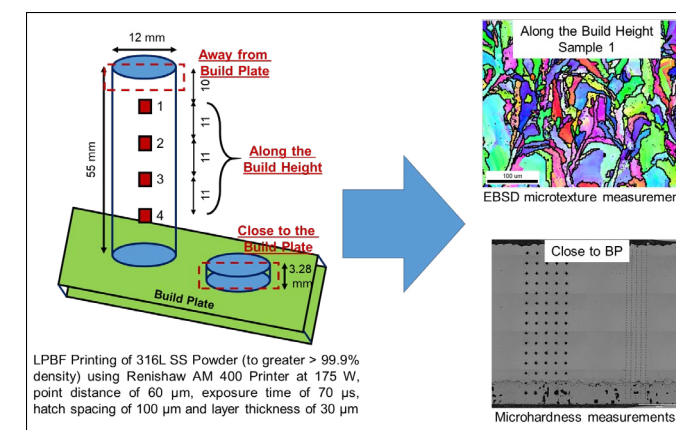 12 mm
Away from
Build Plate
10
1
11
2
11
3
11
4
55 mm
Along the
Build Height
Close to the
Build Plate
3.28
mm
Build Plate
LPBF Printing of 316L SS Powder (to greater > 99.9%
density) using Renishaw AM 400 Printer at 175 W,
point distance of 60 µm, exposure time of 70 µs,
hatch spacing of 100 µm and layer thickness of 30 µm
Along the Build Height
Sample 1
100 um
EBSD microtexture measuremen
Close to BP
Microhardness measurements